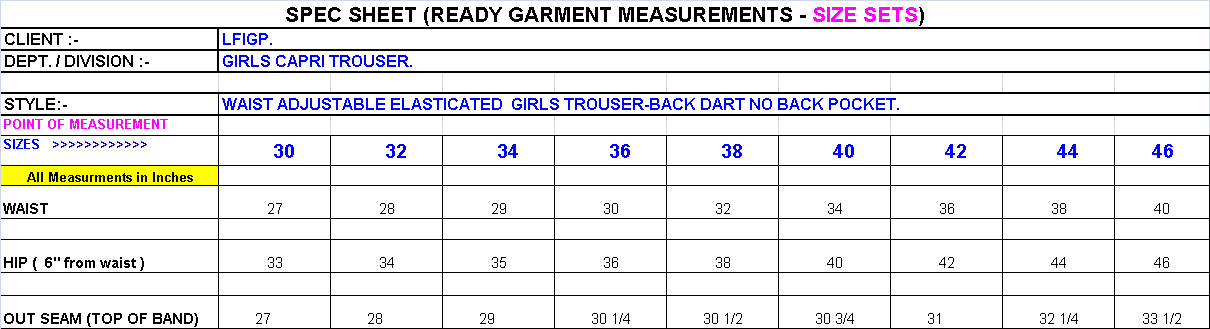 SPEC SHEET (READY GARMENT MEASUREMENTS - SIZE SETS)
CLIENT :- LFIGP.
DEPT. / DIVISION :- GIRLS CAPRI TROUSER.
STYLE:- WAIST ADJUSTABLE ELASTICATED GIRLS TROUSER-BACK DART NO BACK POCKET.
POINT OF MEASUREMENT
SIZES >>>>>>>>>>>> 30 32 34 36 38 40 42 44 46
All Measurments in Inches
WAIST 27 28 29 30 32 34 36 38 40
HIP ( 6" from waist ) 33 34 35 36 38 40 42 44 46
OUT SEAM (TOP OF BAND) 27 28 29 30 1/4 30 1/2 30 3/4 31 32 1/4 33 1/2